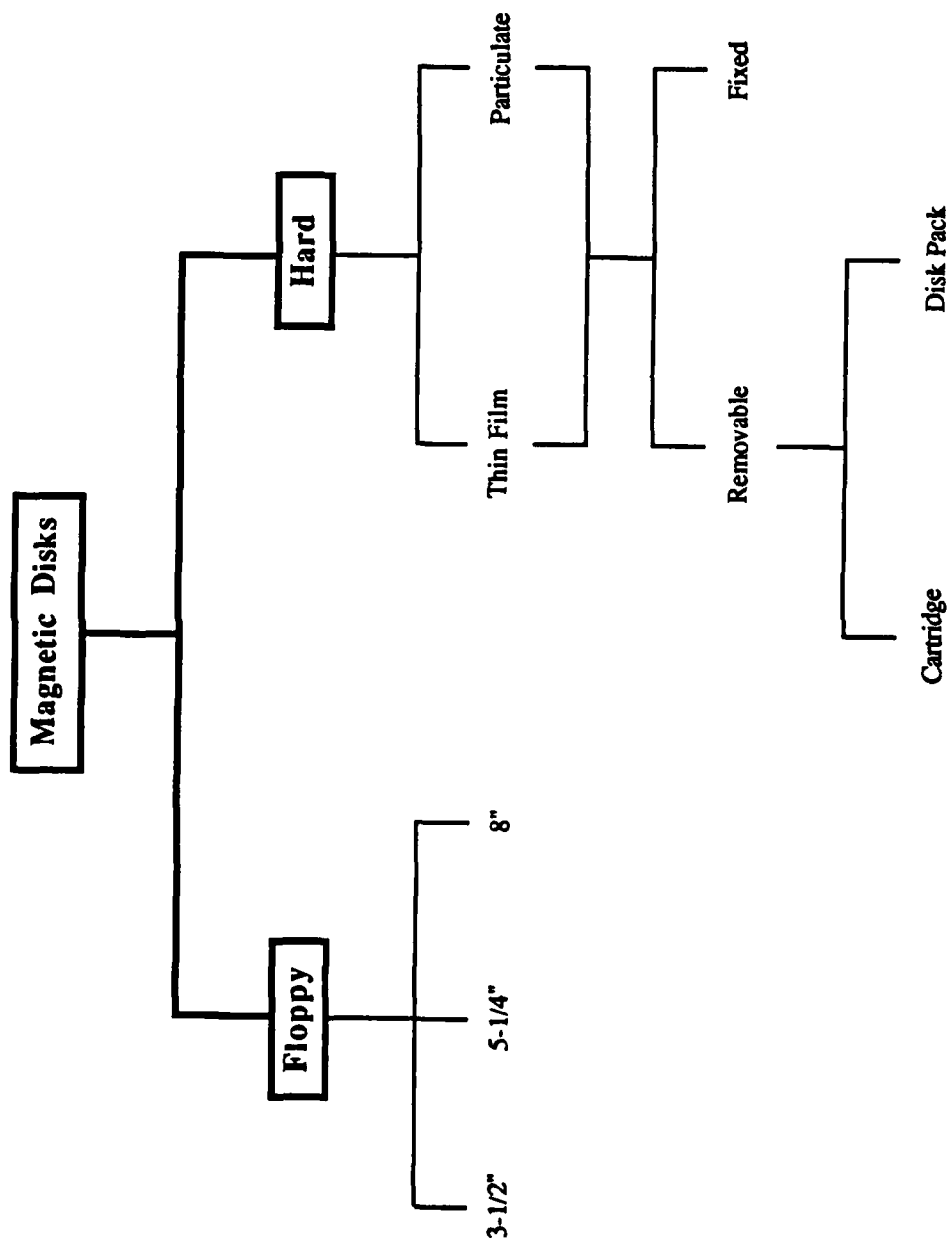 Magnetic Disks
Floppy
Hard
3-1/2"
5-1/4"
8"
Thin Film
Particulate
Removable
Fixed
Cartridge
Disk Pack